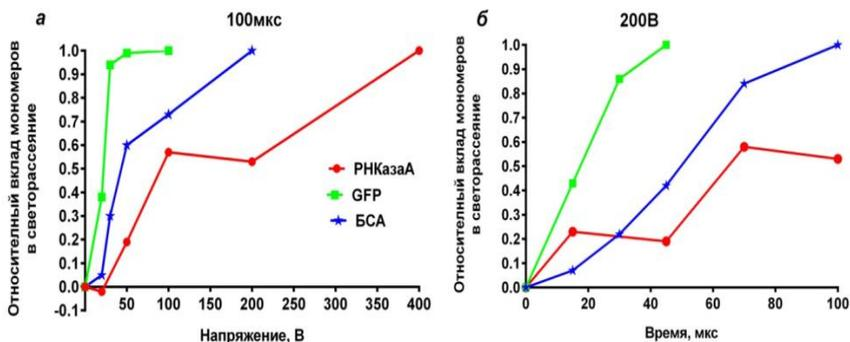 а
100мкс
Относительный вклад мономеров
в светорассеяние
1.0
0.9
0.8
0.7
0.6
0.5
0.4
0.3
0.2
0.1
0.0
-0.1
50 100 150 200 250 300 350 400
Напряжение, В
РНКазаА
GFP
БСА
б
200В
Относительный вклад мономеров
в светорассеяние
1.0
0.9
0.8
0.7
0.6
0.5
0.4
0.3
0.2
0.1
0.0
0 20 40 60 80 100
Время, мкс